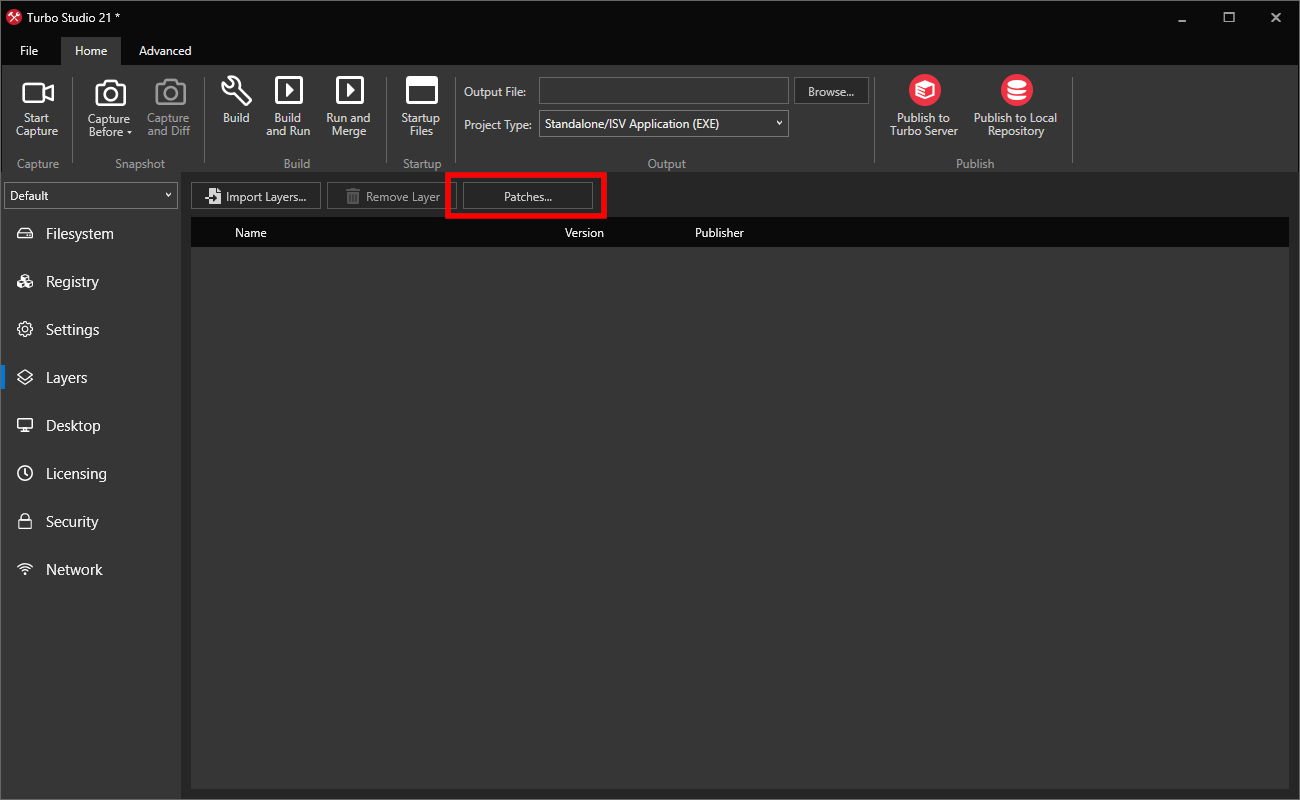 Turbo Studio 21 *
File
Home
Advanced
Start
Capture
Capture
Before
Capture
and Diff
Build
Build
and Run
Run and
Merge
Startup
Files
Output File:
Browse...
Project Type:
Standalone/ISV Application (EXE)
Publish to
Turbo Server
Publish to Local
Repository
Capture
Snapshot
Build
Startup
Output
Publish
Default
Import Layers...
Remove Layer
Patches...
Name
Version
Publisher
Filesystem
Registry
Settings
Layers
Desktop
Licensing
Security
Network